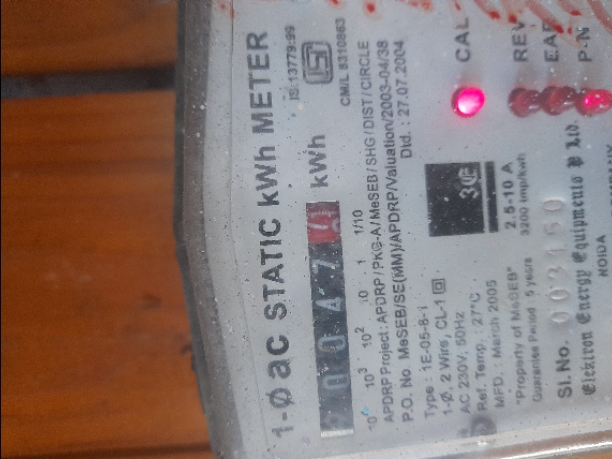 1-Ø ac STATIC kWh METER
IS:13779:99
CM/L 8310863
200477 kWh
10⁴ 10³ 10² 10 1 1/10
APDRP Project: APDRP/PKG-A/MeSEB/SHG/DIST/CIRCLE
P.O. No. MeSEB/SE(MM)/APDRP/Valuation/2003-04/38
Dtd. : 27.07.2004
Type : 1E-05-8-i
1-Ø, 2 Wire, CL-1
AC 230V, 50Hz
Ref. Temp. : 27°C
MFD. : March 2005
2.5-10 A
3200 imp/kwh
"Property of MeSEB"
Guarantee Period : 5 years
Sl. No. 003160
Elektron Energy Equipments P Ltd.
NOIDA
CAL
REV
P-N